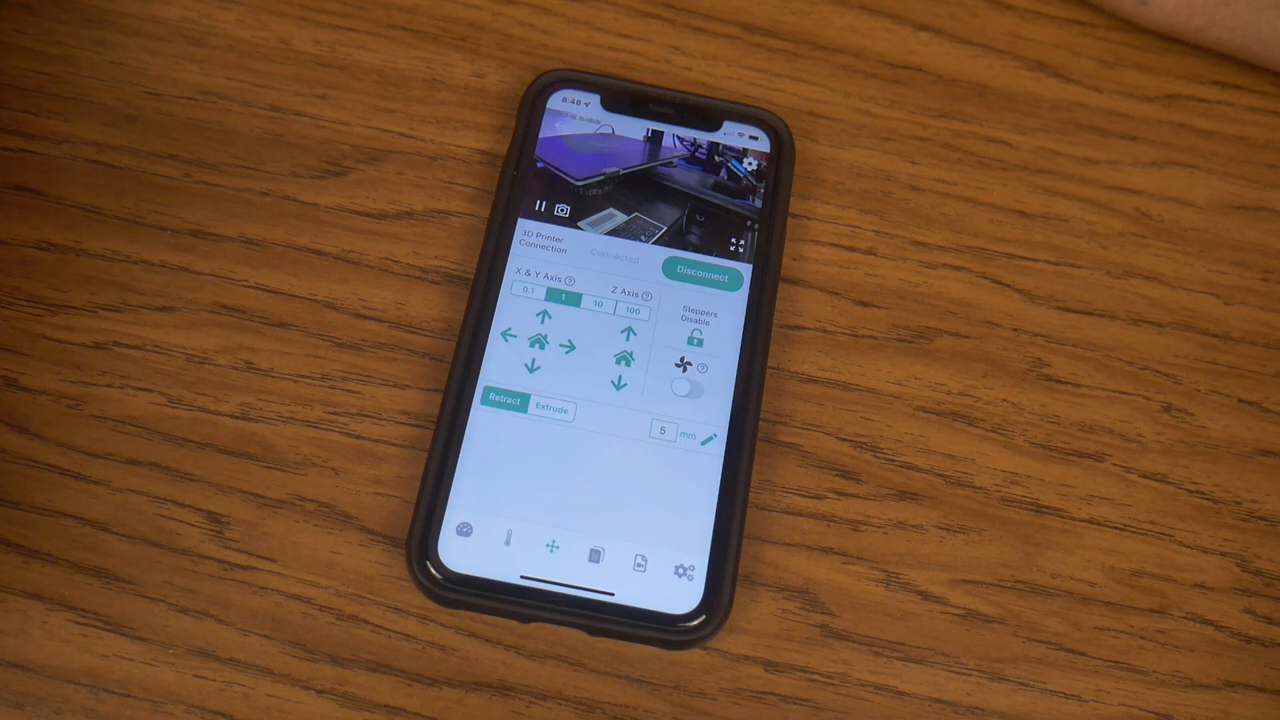 8:48
3D Printer
Connection
Connected
Disconnect
X & Y Axis ?
Z Axis ?
0.1 1 10 100
Steppers
Disable
?
Retract Extrude
5 mm